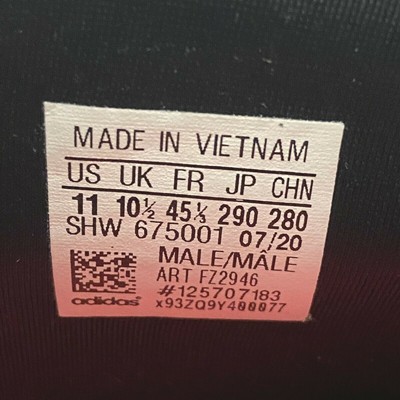 MADE IN VIETNAM
US UK FR JP CHN
11 10½ 45⅓ 290 280
SHW 675001 07/20
MALE/MÂLE
ART FZ2946
#125707183
adidas x93ZQ9Y400077